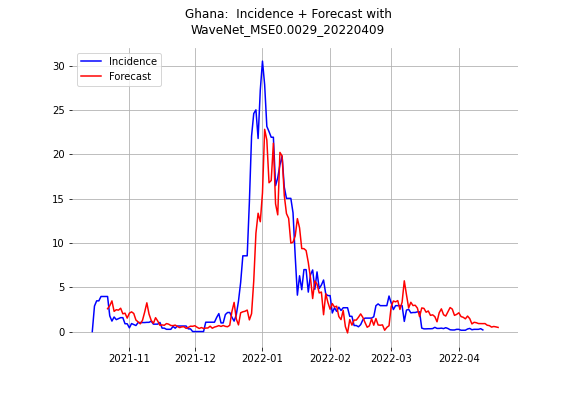 Ghana:  Incidence + Forecast with
WaveNet_MSE0.0029_20220409
Incidence
Forecast
30
25
20
15
10
5
0
2021-11 2021-12 2022-01 2022-02 2022-03 2022-04